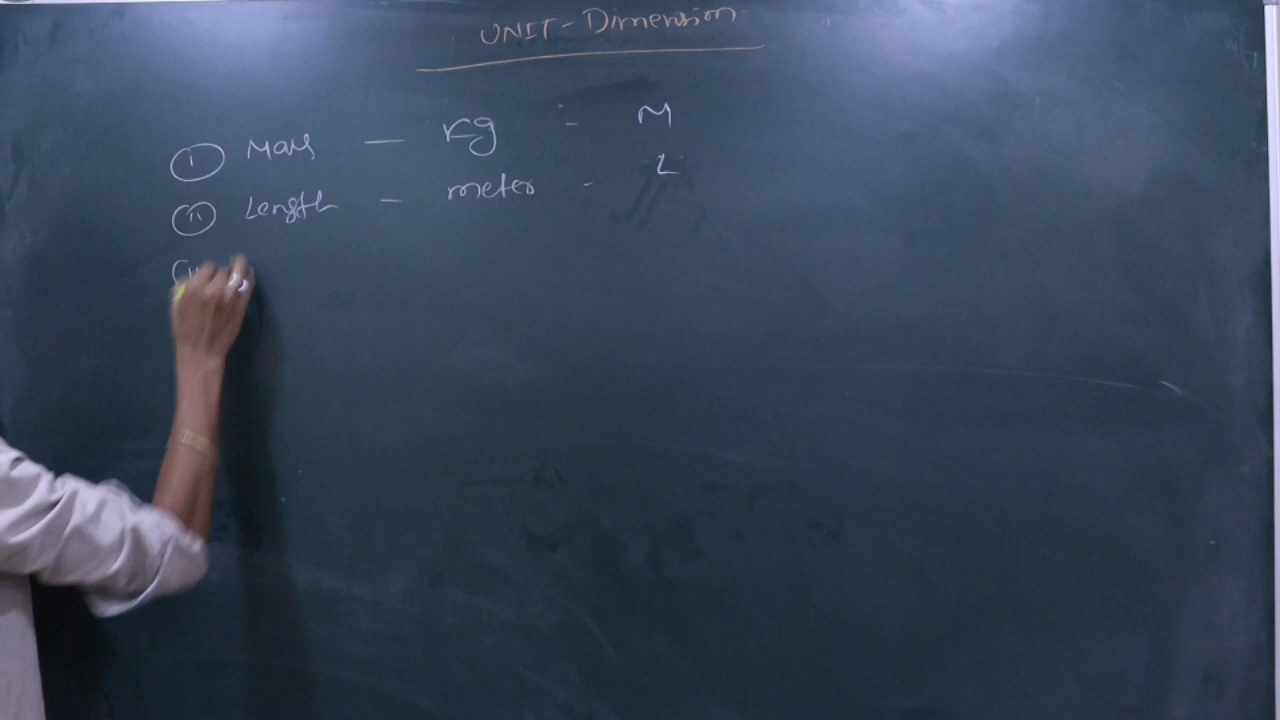 UNIT - Dimension
(i) Mass — Kg - M
(ii) Length - meter - L